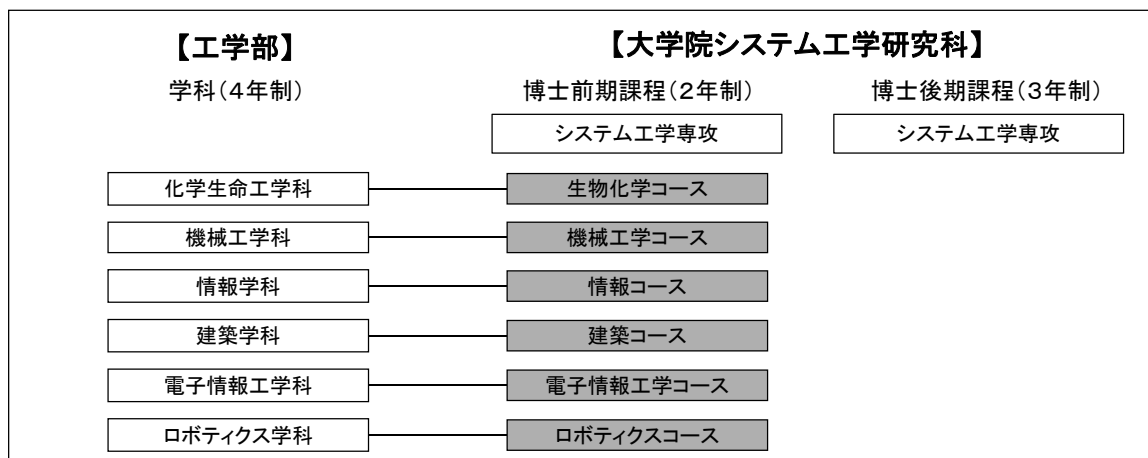 【工学部】 【大学院システム工学研究科】
学科(4年制) 博士前期課程(2年制) 博士後期課程(3年制)
システム工学専攻 システム工学専攻
化学生命工学科 生物化学コース
機械工学科 機械工学コース
情報学科 情報コース
建築学科 建築コース
電子情報工学科 電子情報工学コース
ロボティクス学科 ロボティクスコース